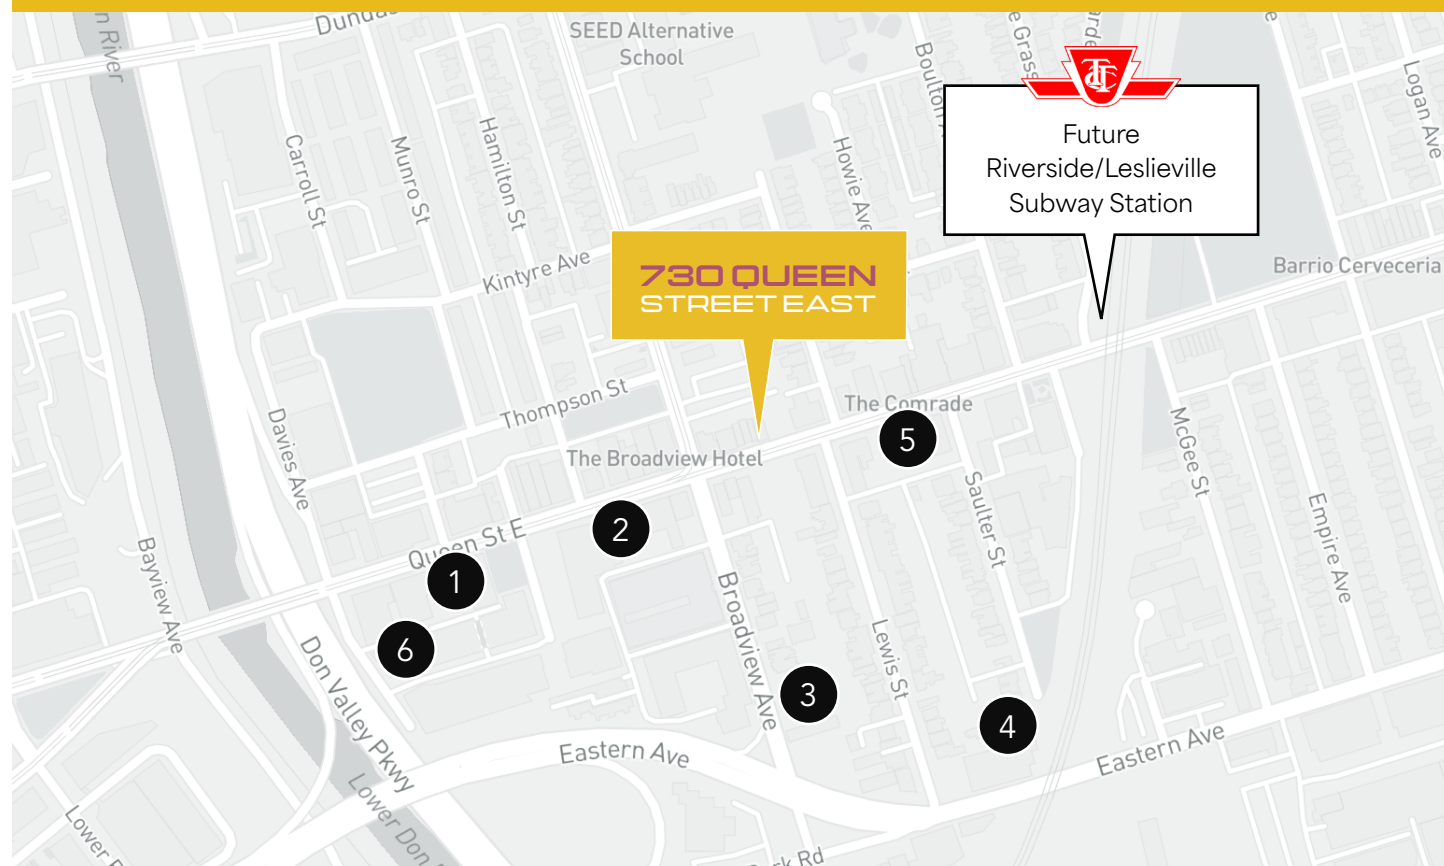 Dundas
SEED Alternative
School
Logan Ave
TTC
Future
Riverside/Leslieville
Subway Station
Carroll St
Munro St
Hamilton St
Howie Ave
Kintyre Ave
Barrio Cerveceria
730 QUEEN
STREET EAST
Thompson St
The Comrade
5
Davies Ave
The Broadview Hotel
McGee St
Saulter St
Empire Ave
Queen St E
2
1
Bayview Ave
Broadview Ave
Lewis St
6
Don Valley Pkwy
3
4
Eastern Ave
Eastern Ave
Lower Don